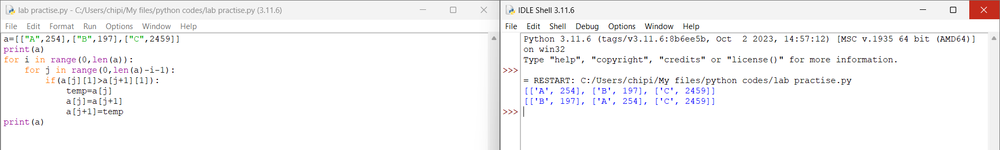 lab practise.py - C:/Users/chipi/My files/python codes/lab practise.py (3.11.6)
File Edit Format Run Options Window Help
a=[["A",254],["B",197],["C",2459]]
print(a)
for i in range(0,len(a)):
    for j in range(0,len(a)-i-1):
        if(a[j][1]>a[j+1][1]):
            temp=a[j]
            a[j]=a[j+1]
            a[j+1]=temp
print(a)
IDLE Shell 3.11.6
File Edit Shell Debug Options Window Help
Python 3.11.6 (tags/v3.11.6:8b6ee5b, Oct  2 2023, 14:57:12) [MSC v.1935 64 bit (AMD64)]
on win32
Type "help", "copyright", "credits" or "license()" for more information.
>>>
= RESTART: C:/Users/chipi/My files/python codes/lab practise.py
[['A', 254], ['B', 197], ['C', 2459]]
[['B', 197], ['A', 254], ['C', 2459]]
>>>